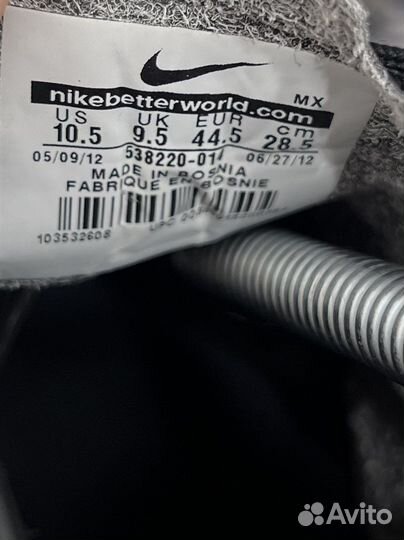 nikebetterworld.com
MX
US UK EUR cm
10.5 9.5 44.5 28.5
05/09/12 538220-014 06/27/12
MADE IN BOSNIA
FABRIQUE EN BOSNIE
103532608
UPC
Avito